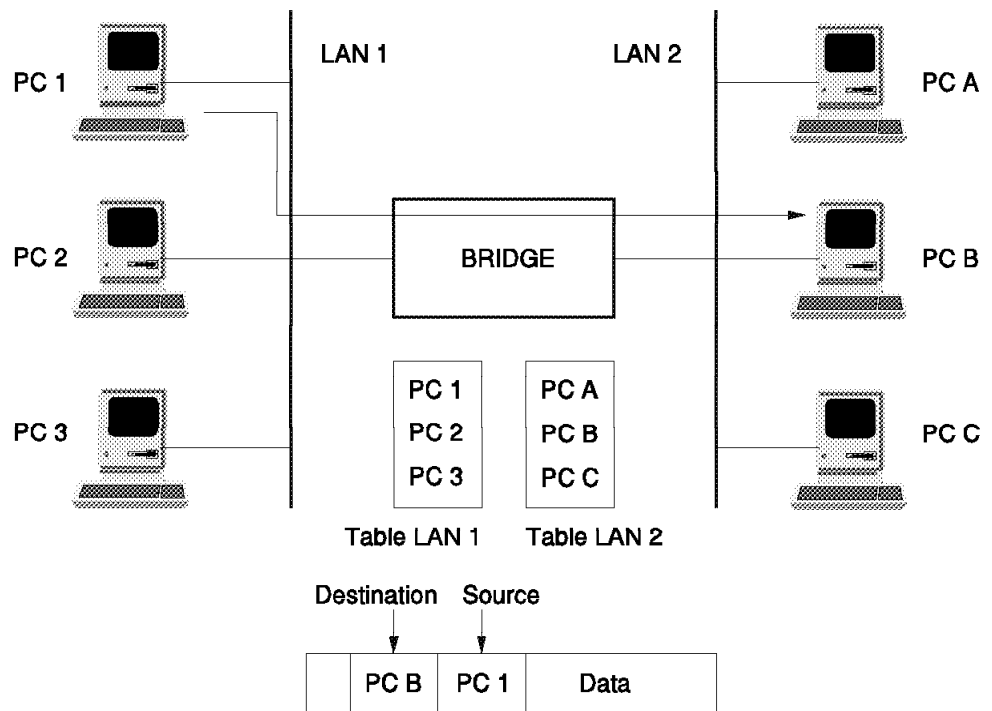 LAN 1
LAN 2
PC 1
PC A
PC 2
BRIDGE
PC B
PC 1
PC A
PC 2
PC B
PC 3
PC C
PC 3
PC C
Table LAN 1
Table LAN 2
Destination
Source
PC B
PC 1
Data